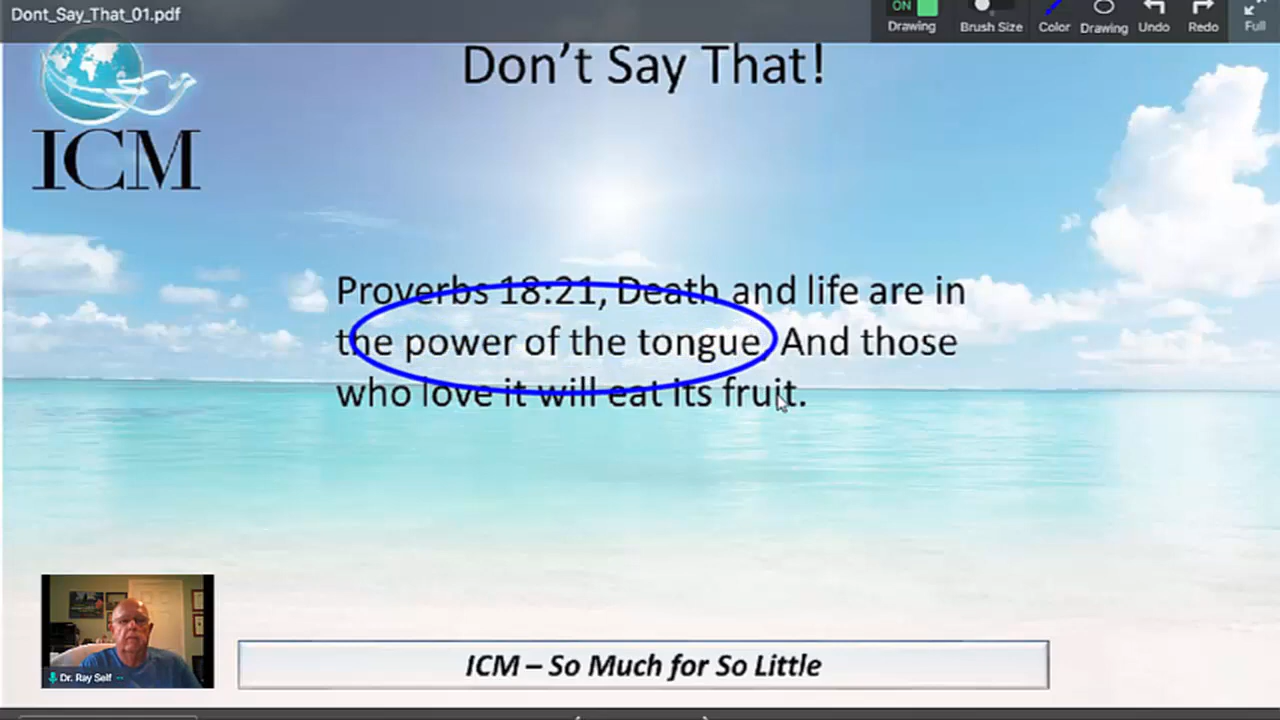 Dont_Say_That_01.pdf
ON
Drawing
Brush Size
Color
Drawing
Undo
Redo
Full
Don't Say That!
ICM
Proverbs 18:21, Death and life are in
the power of the tongue, And those
who love it will eat its fruit.
Dr. Ray Self
ICM – So Much for So Little